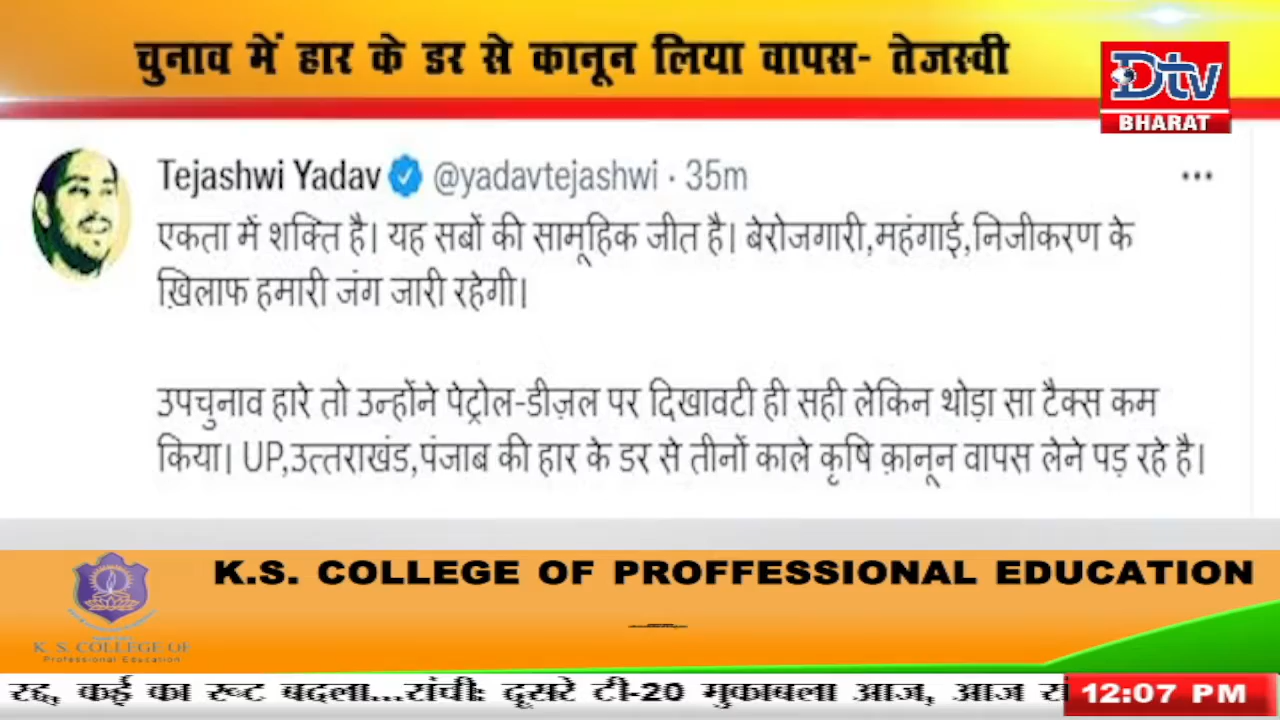 चुनाव में हार के डर से कानून लिया वापस- तेजस्वी
Dtv
BHARAT
Tejashwi Yadav @yadavtejashwi · 35m
एकता में शक्ति है। यह सबों की सामूहिक जीत है। बेरोजगारी,महंगाई,निजीकरण के
ख़िलाफ हमारी जंग जारी रहेगी।
उपचुनाव हारे तो उन्होंने पेट्रोल-डीज़ल पर दिखावटी ही सही लेकिन थोड़ा सा टैक्स कम
किया। UP,उत्तराखंड,पंजाब की हार के डर से तीनों काले कृषि क़ानून वापस लेने पड़ रहे है।
K.S. COLLEGE OF PROFFESSIONAL EDUCATION
K. S. COLLEGE OF
Professional Education
रद्द, कई का रूट बदला...रांचीः दूसरे टी-20 मुकाबला आज, आज
12:07 PM